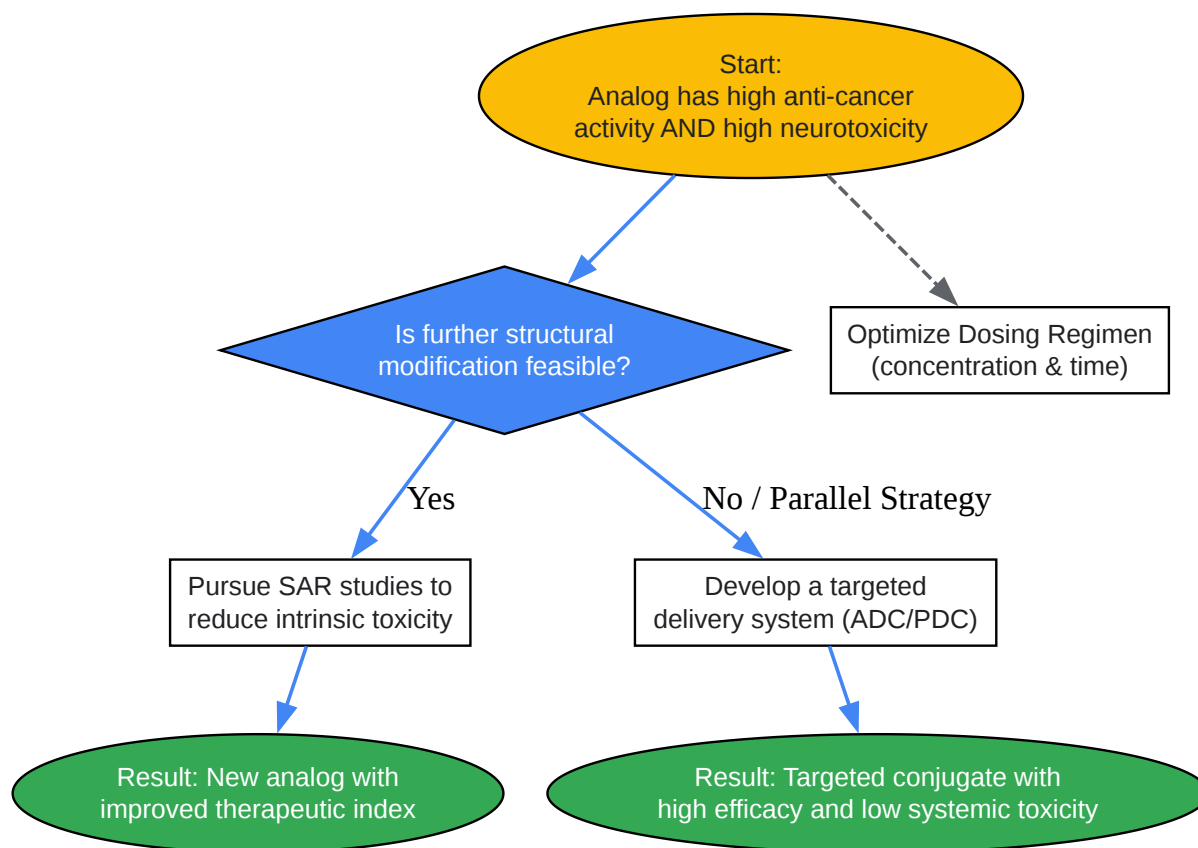 Start:
Analog has high anti-cancer
activity AND high neurotoxicity
Is further structural
modification feasible?
Optimize Dosing Regimen
(concentration & time)
Yes
No / Parallel Strategy
Pursue SAR studies to
reduce intrinsic toxicity
Develop a targeted
delivery system (ADC/PDC)
Result: New analog with
improved therapeutic index
Result: Targeted conjugate with
high efficacy and low systemic toxicity